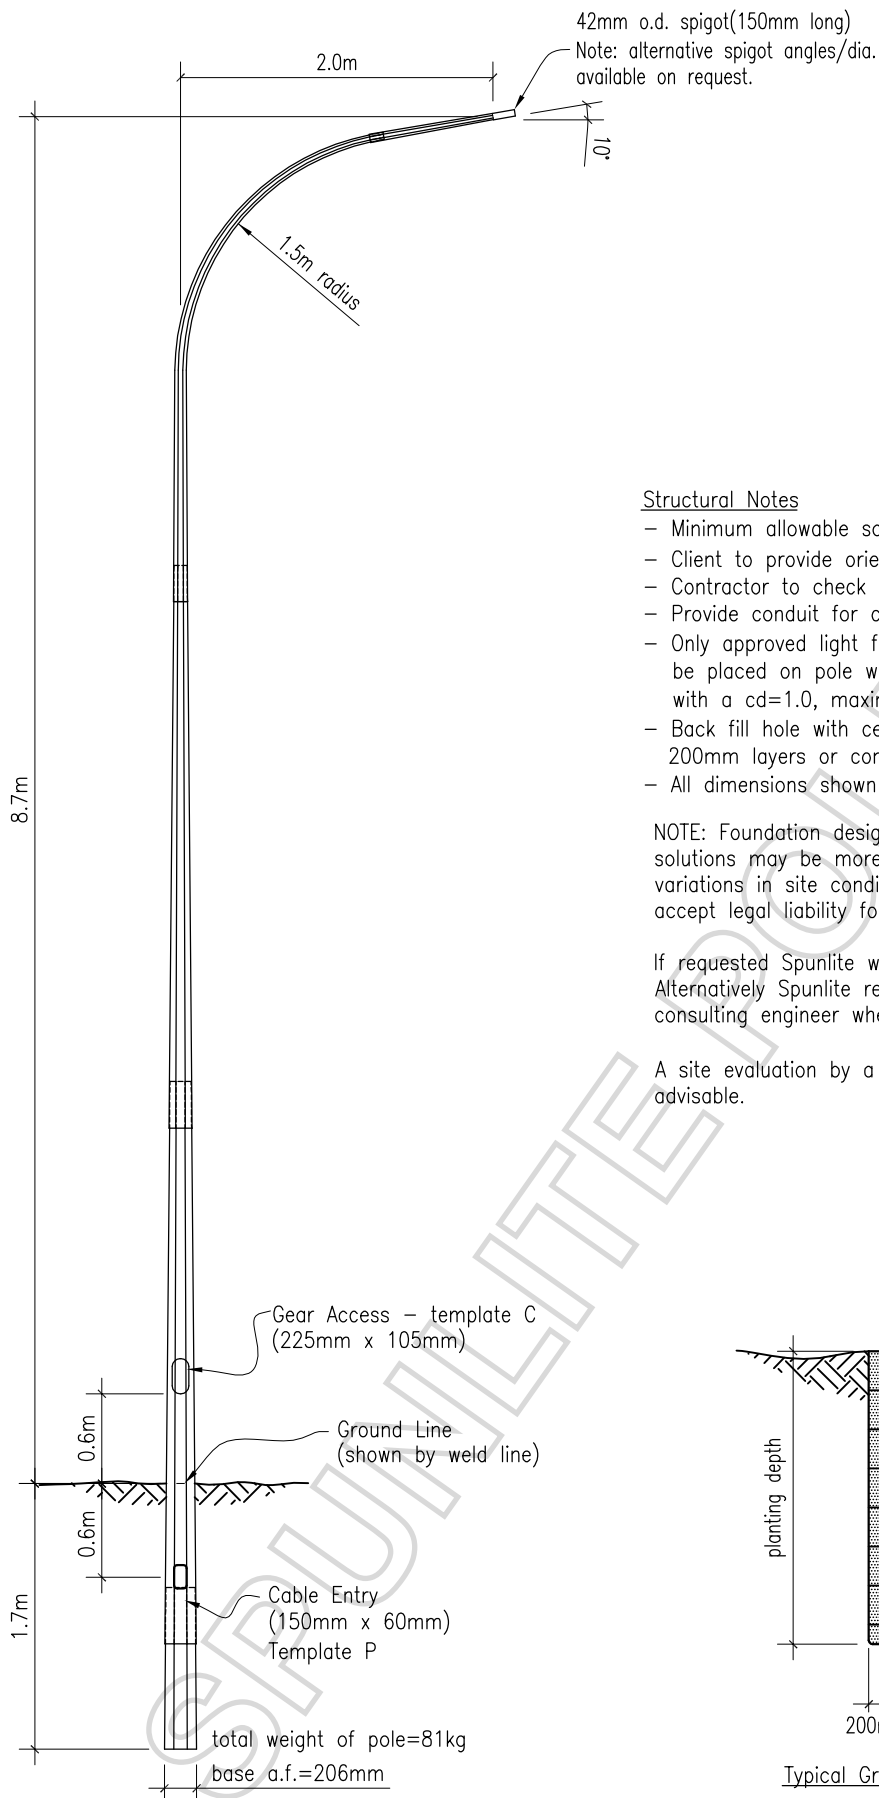 42mm o.d. spigot(150mm long)
Note: alternative spigot angles/dia.
available on request.
2.0m
10°
1.5m radius
8.7m
Structural Notes
– Minimum allowable
– Client to provide
– Contractor to check
– Provide conduit for
– Only approved light
be placed on pole
with a cd=1.0,
– Back fill hole with
200mm layers or
– All dimensions shown
NOTE: Foundation
solutions may be more
variations in site
accept legal liability
If requested Spunlite
Alternatively Spunlite
consulting engineer
A site evaluation by a
advisable.
Gear Access – template C
(225mm x 105mm)
0.6m
Ground Line
(shown by weld line)
0.6m
1.7m
Cable Entry
(150mm x 60mm)
Template P
total weight of pole=81kg
base a.f.=206mm
planting depth
Typical
SPUNLITE